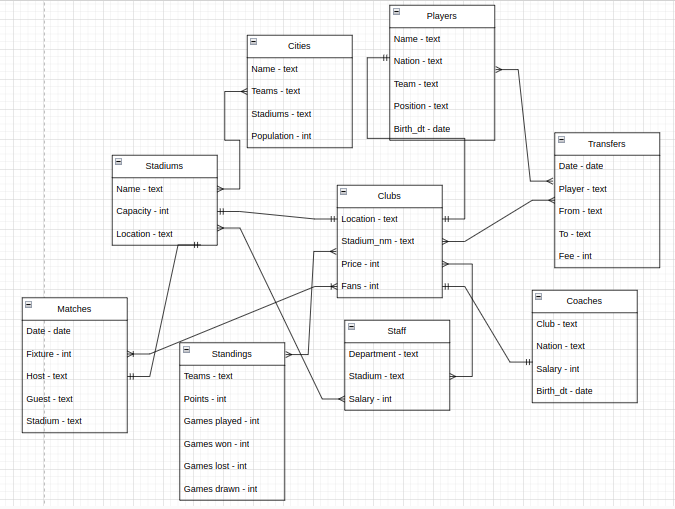 Players
Name - text
Nation - text
Team - text
Position - text
Birth_dt - date
Cities
Name - text
Teams - text
Stadiums - text
Population - int
Transfers
Date - date
Player - text
From - text
To - text
Fee - int
Stadiums
Name - text
Capacity - int
Location - text
Clubs
Location - text
Stadium_nm - text
Price - int
Fans - int
Coaches
Club - text
Nation - text
Salary - int
Birth_dt - date
Matches
Date - date
Fixture - int
Host - text
Guest - text
Stadium - text
Staff
Department - text
Stadium - text
Salary - int
Standings
Teams - text
Points - int
Games played - int
Games won - int
Games lost - int
Games drawn - int